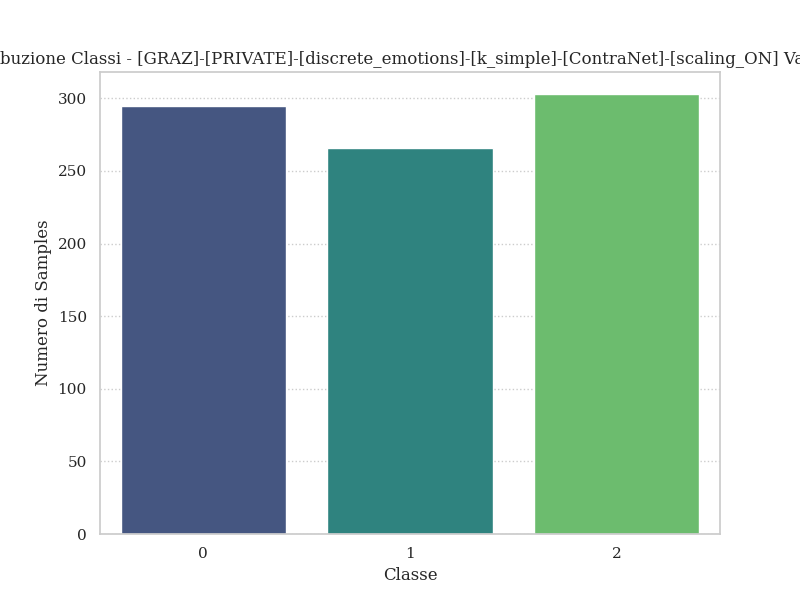 buzione Classi - [GRAZ]-[PRIVATE]-[discrete_emotions]-[k_simple]-[ContraNet]-[scaling_ON] Va
300
250
200
150
100
50
0
Numero di Samples
0 1 2
Classe